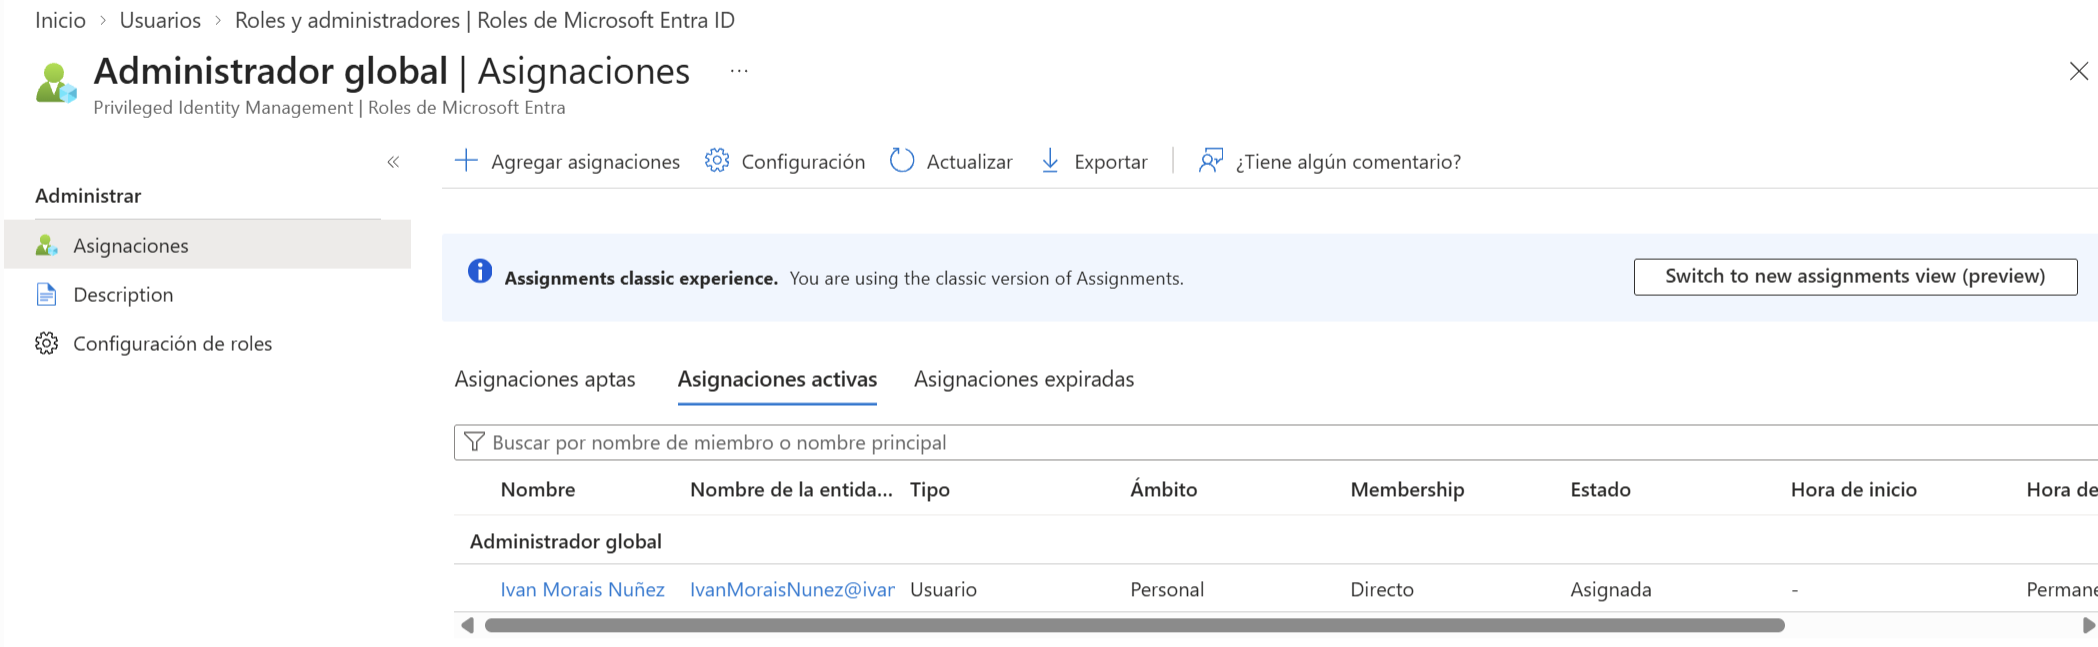 Inicio > Usuarios > Roles y administradores | Roles de Microsoft Entra ID
Administrador global | Asignaciones ...
Privileged Identity Management | Roles de Microsoft Entra
«
Agregar asignaciones Configuración Actualizar Exportar ¿Tiene algún comentario?
Administrar
Asignaciones
Description
Configuración de roles
Assignments classic experience. You are using the classic version of Assignments.
Switch to new assignments view (preview)
Asignaciones aptas Asignaciones activas Asignaciones expiradas
Buscar por nombre de miembro o nombre principal
Nombre Nombre de la entida... Tipo Ámbito Membership Estado Hora de inicio Hora de
Administrador global
Ivan Morais Nuñez IvanMoraisNunez@ivar Usuario Personal Directo Asignada - Permane